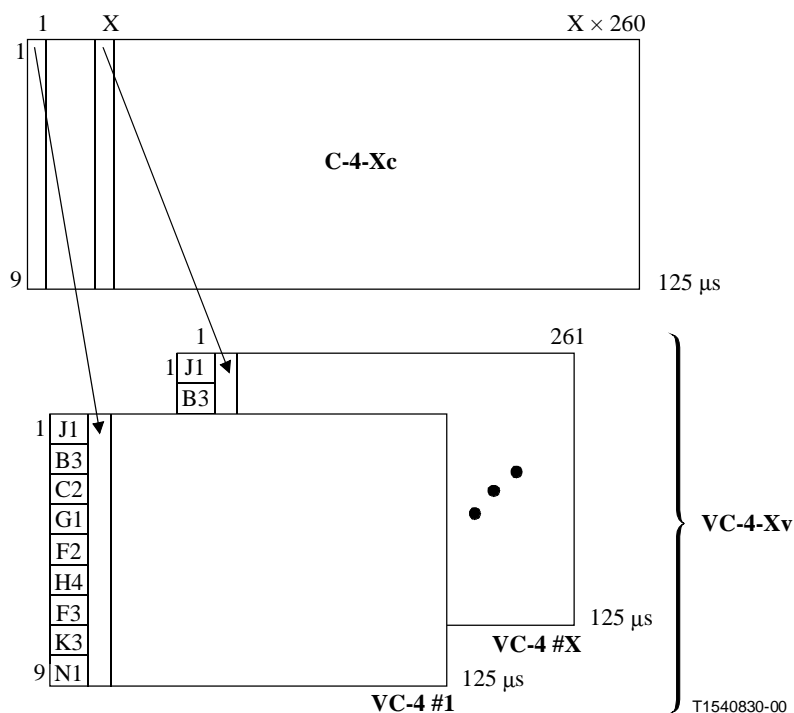 1 X X × 260
1
C-4-Xc
9
125 μs
1 261
1 J1
B3
1 J1
B3
C2
G1
F2
H4
F3
K3
9 N1
VC-4-Xv
125 μs
VC-4 #X
125 μs
VC-4 #1
T1540830-00